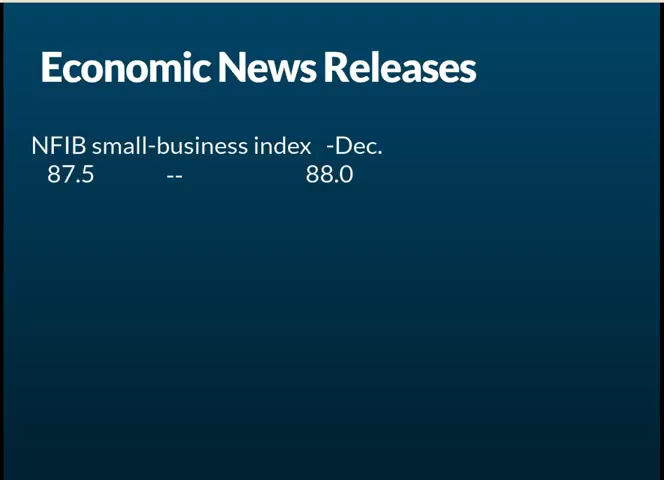 Economic News Releases
NFIB small-business index -Dec.
87.5 -- 88.0